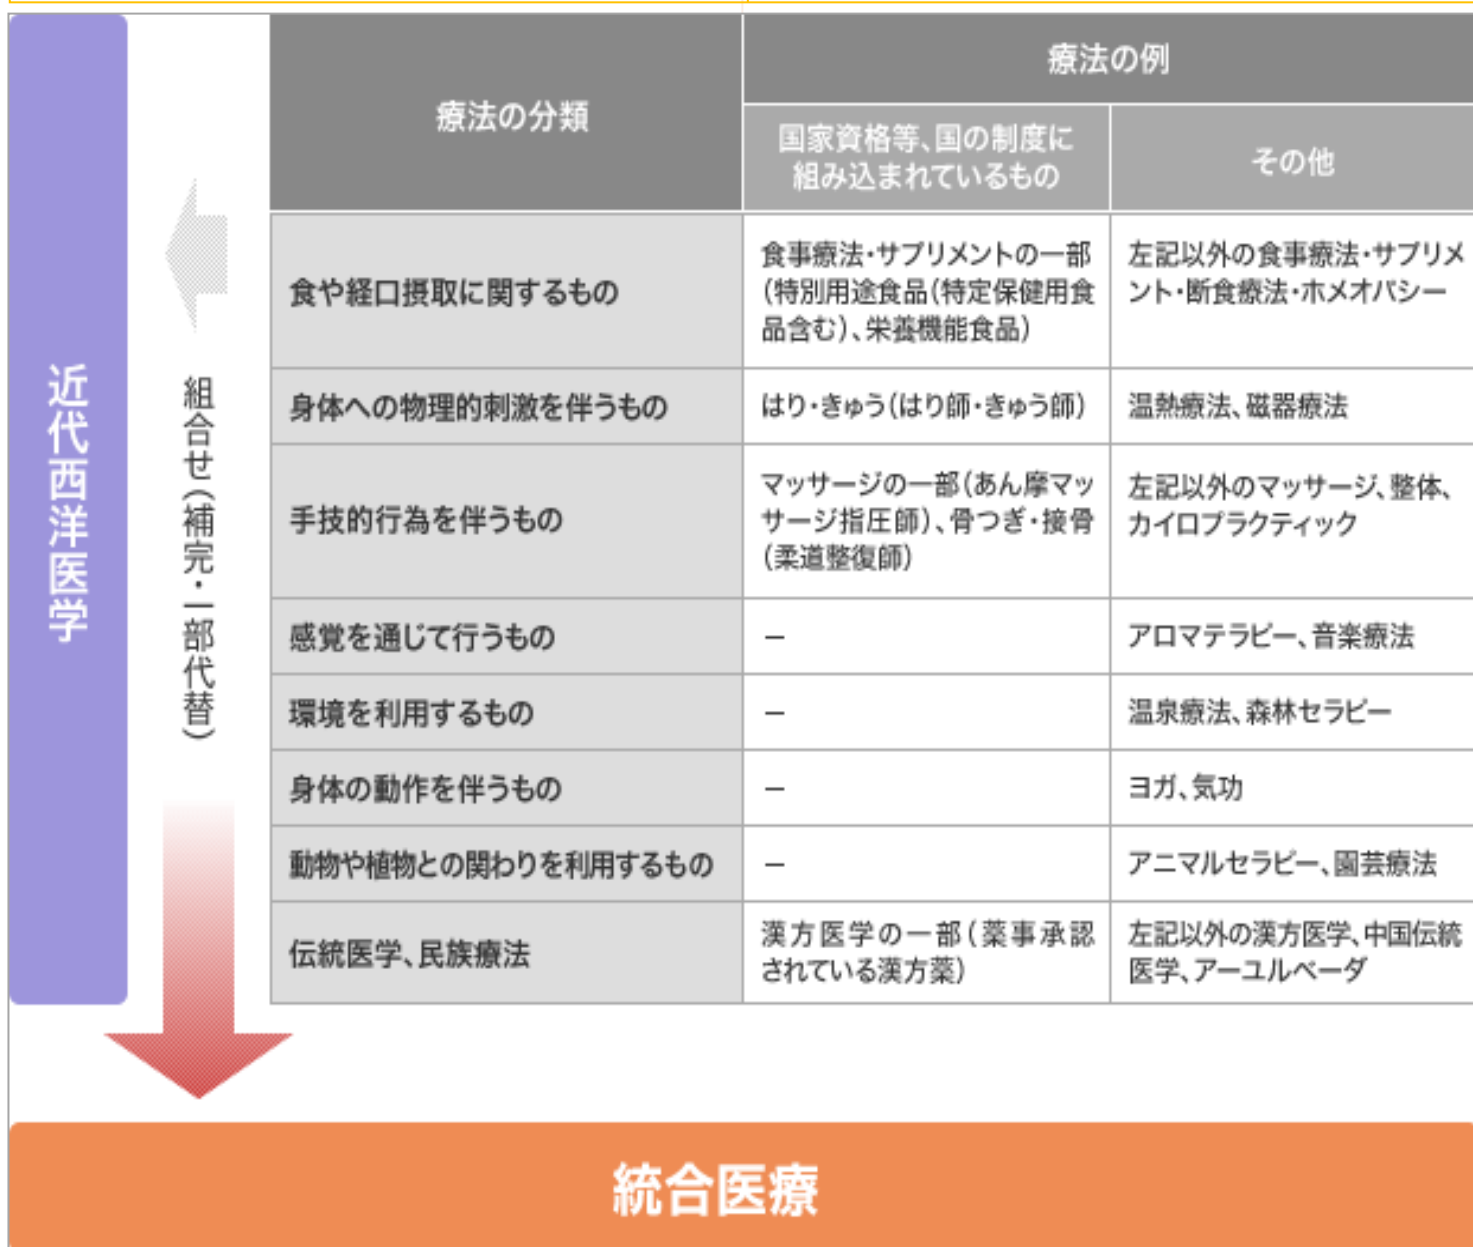 近代西洋医学
組合せ(補完・一部代替)
療法の分類
療法の例
国家資格等、国の制度に
組み込まれているもの
その他
食や経口摂取に関するもの
食事療法・サプリメントの一部
(特別用途食品(特定保健用食
品含む)、栄養機能食品)
左記以外の食事療法・サプリメ
ント・断食療法・ホメオパシー
身体への物理的刺激を伴うもの
はり・きゅう(はり師・きゅう師)
温熱療法、磁器療法
手技的行為を伴うもの
マッサージの一部(あん摩マッ
サージ指圧師)、骨つぎ・接骨
(柔道整復師)
左記以外のマッサージ、整体、
カイロプラクティック
感覚を通じて行うもの
－
アロマテラピー、音楽療法
環境を利用するもの
－
温泉療法、森林セラピー
身体の動作を伴うもの
－
ヨガ、気功
動物や植物との関わりを利用するもの
－
アニマルセラピー、園芸療法
伝統医学、民族療法
漢方医学の一部(薬事承認
されている漢方薬)
左記以外の漢方医学、中国伝統
医学、アーユルベーダ
統合医療